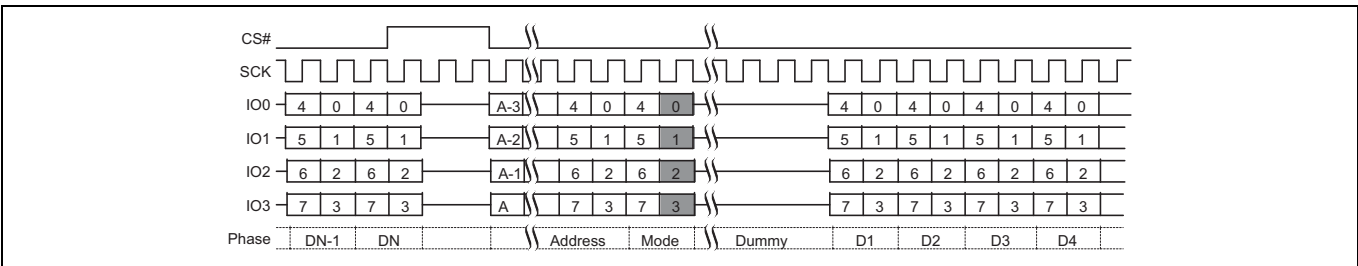 CS#
SCK
IO0 4 0 4 0 A-3 4 0 4 0 4 0 4 0 4 0 4 0
IO1 5 1 5 1 A-2 5 1 5 1 5 1 5 1 5 1 5 1
IO2 6 2 6 2 A-1 6 2 6 2 6 2 6 2 6 2 6 2
IO3 7 3 7 3 A 7 3 7 3 7 3 7 3 7 3 7 3
Phase DN-1 DN Address Mode Dummy D1 D2 D3 D4